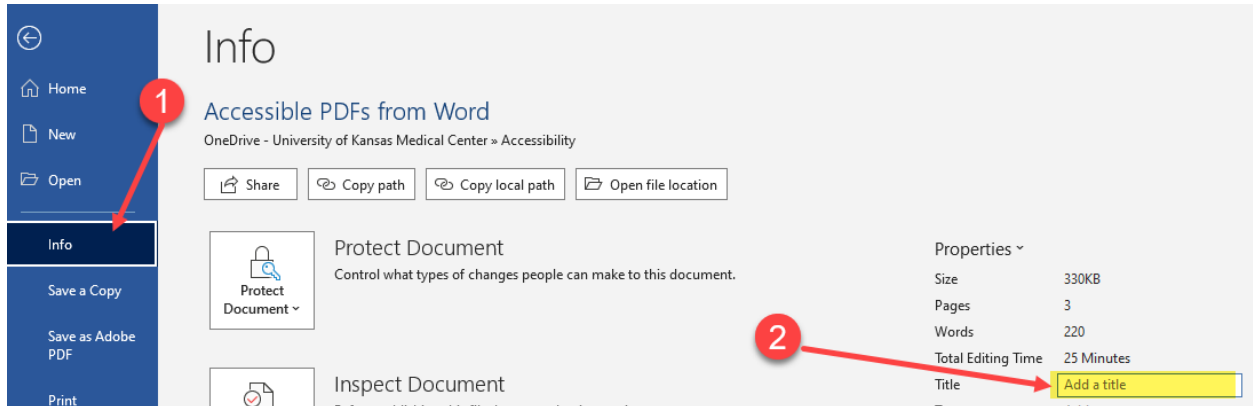 Info
Home
1
Accessible PDFs from Word
OneDrive - University of Kansas Medical Center » Accessibility
New
Open
Share
Copy path
Copy local path
Open file location
Info
Protect Document
Control what types of changes people can make to this document.
Protect
Document
Properties
Size 330KB
Pages 3
Words 220
Total Editing Time 25 Minutes
Title Add a title
2
Save a Copy
Save as Adobe
PDF
Inspect Document
Print